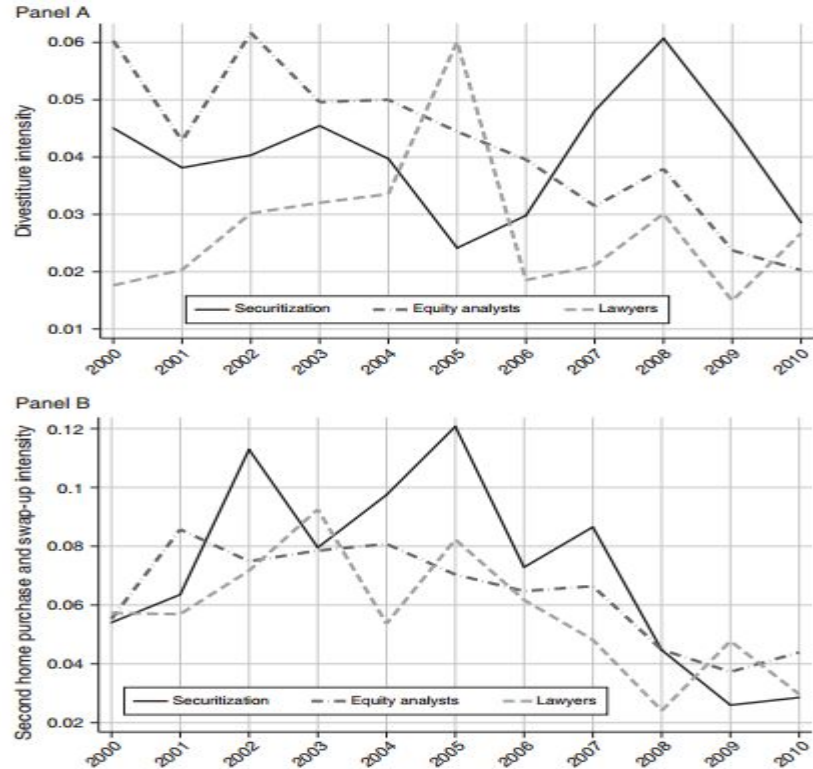 Panel A
Divestiture intensity
0.06
0.05
0.04
0.03
0.02
0.01
Securitization Equity analysts Lawyers
2000 2001 2002 2003 2004 2005 2006 2007 2008 2009 2010
Panel B
Second home purchase and swap-up intensity
0.12
0.1
0.08
0.06
0.04
0.02
Securitization Equity analysts Lawyers
2000 2001 2002 2003 2004 2005 2006 2007 2008 2009 2010